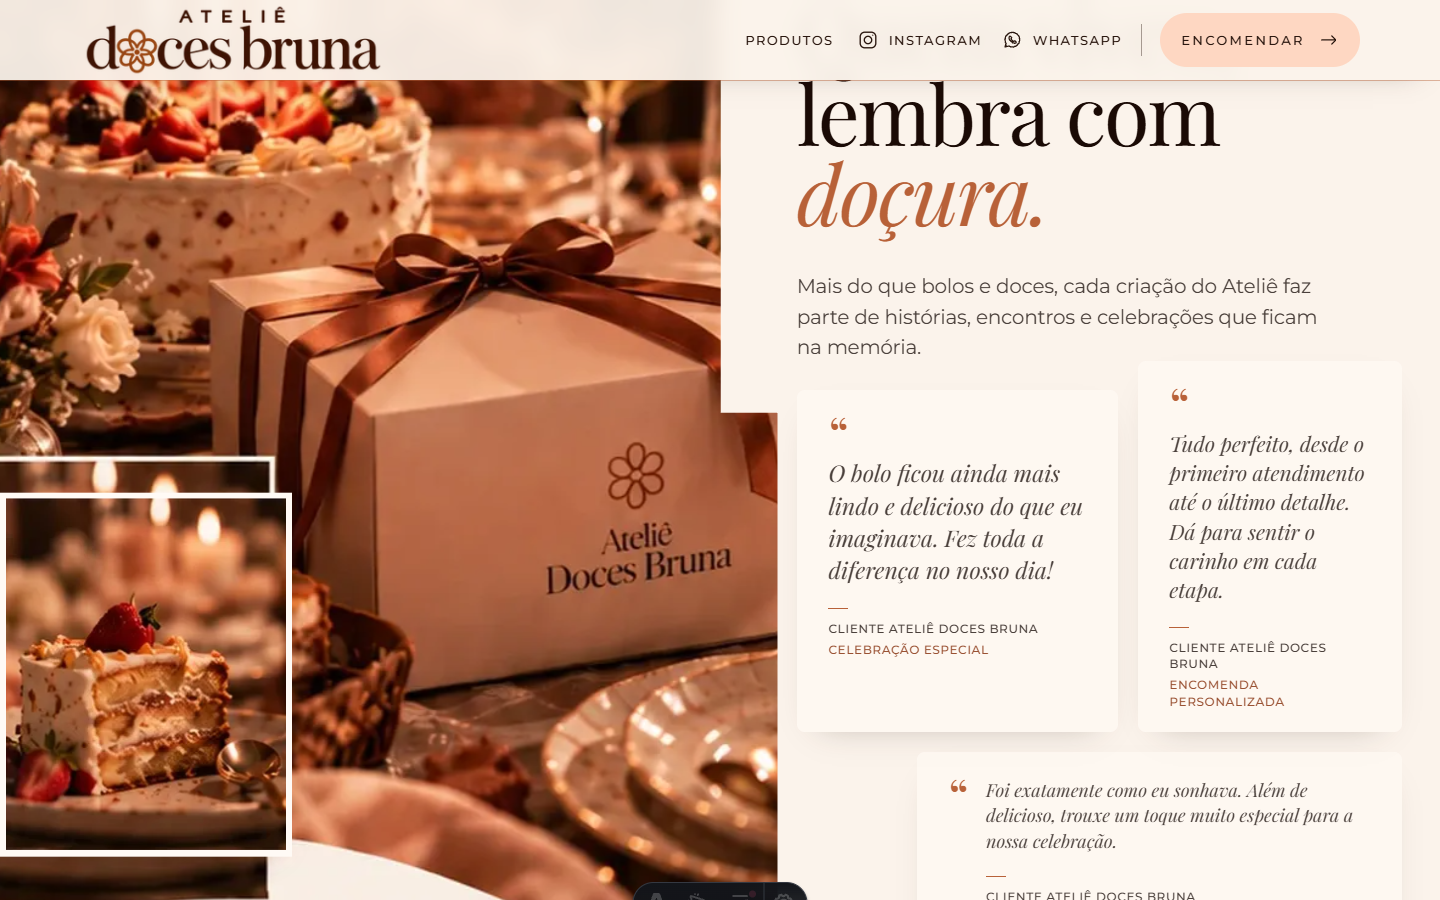 ATELIÊ
doces bruna
PRODUTOS
INSTAGRAM
WHATSAPP
ENCOMENDAR
lembra com
doçura.
Mais do que bolos e doces, cada criação do Ateliê faz
parte de histórias, encontros e celebrações que ficam
na memória.
Ateliê
Doces Bruna
“
O bolo ficou ainda mais
lindo e delicioso do que eu
imaginava. Fez toda a
diferença no nosso dia!
CLIENTE ATELIÊ DOCES BRUNA
CELEBRAÇÃO ESPECIAL
“
Tudo perfeito, desde o
primeiro atendimento
até o último detalhe.
Dá para sentir o
carinho em cada
etapa.
CLIENTE ATELIÊ DOCES
BRUNA
ENCOMENDA
PERSONALIZADA
“
Foi exatamente como eu sonhava. Além de
delicioso, trouxe um toque muito especial para a
nossa celebração.
CLIENTE ATELIÊ DOCES BRUNA